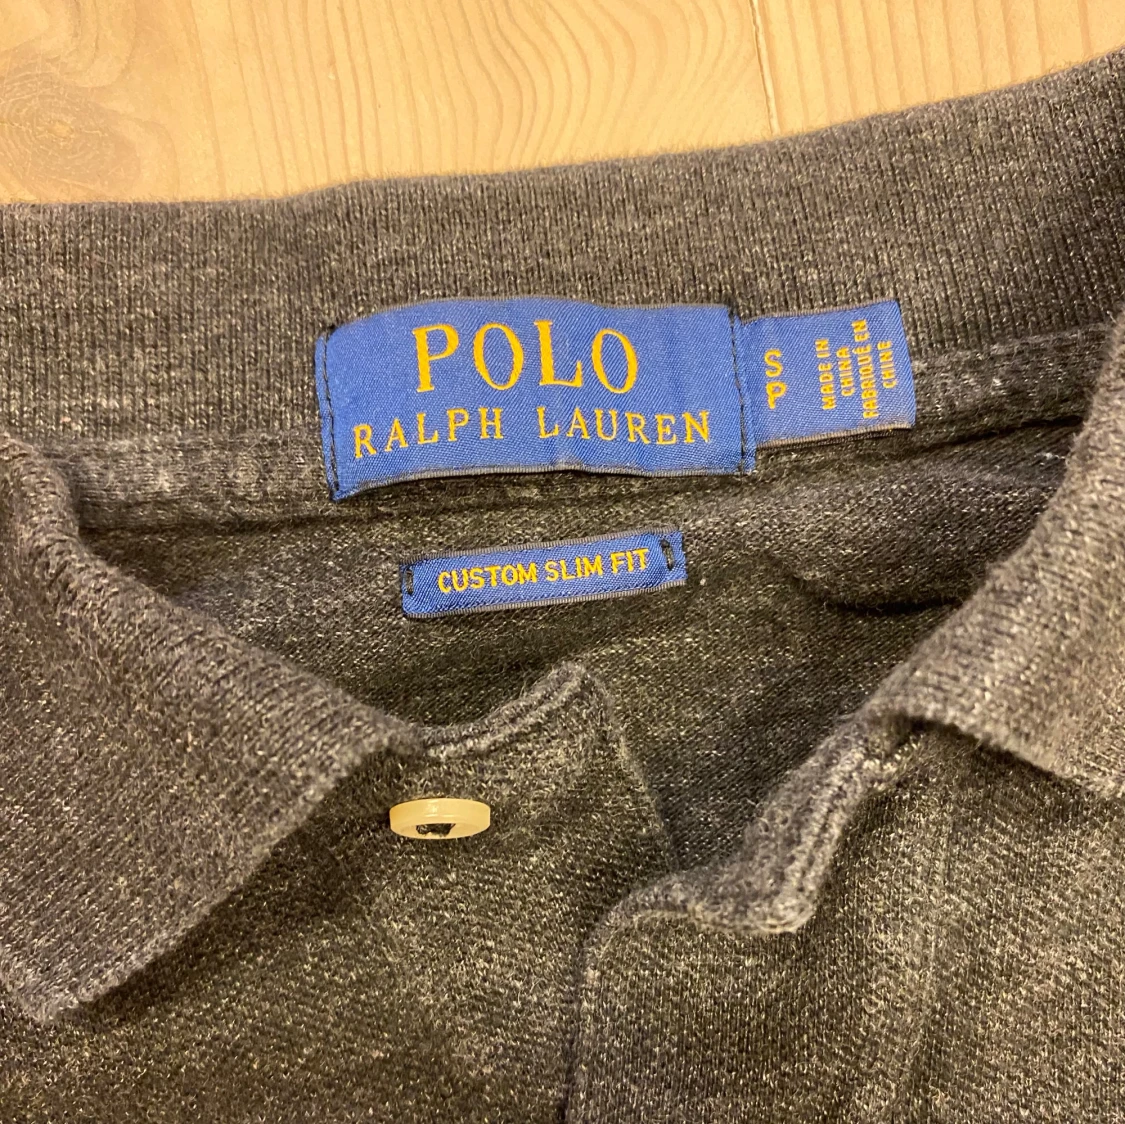 POLO
RALPH LAUREN
S
P
MADE IN
CHINA
FABRIQUÉ EN
CHINE
CUSTOM SLIM FIT